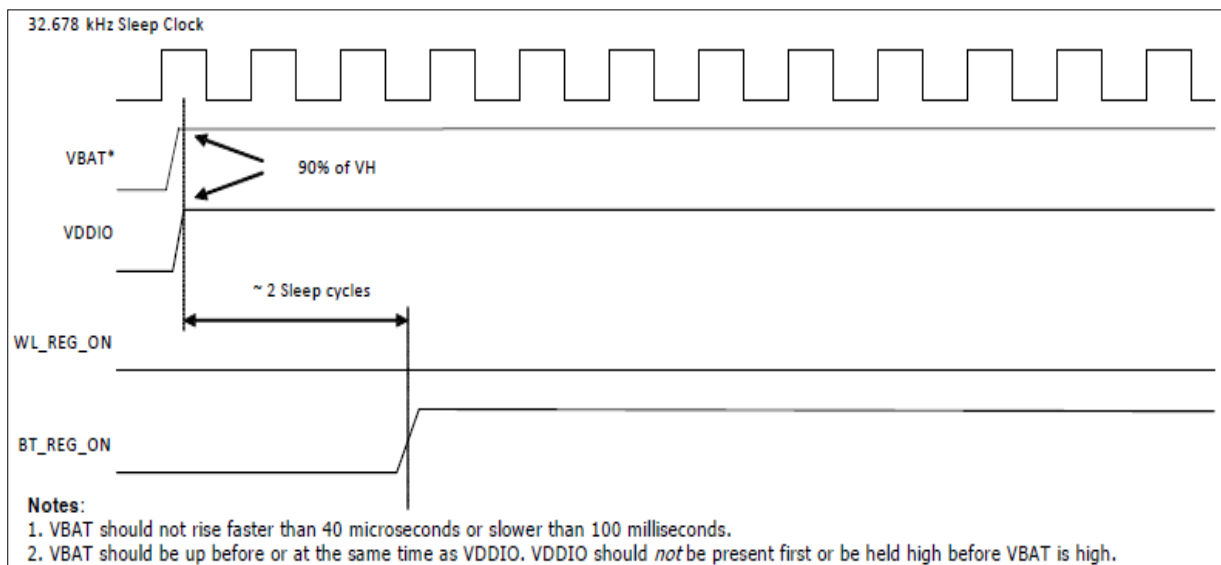 32.678 kHz Sleep Clock
VBAT*
90% of VH
VDDIO
~ 2 Sleep cycles
WL_REG_ON
BT_REG_ON
Notes:
1. VBAT should not rise faster than 40 microseconds or slower than 100 milliseconds.
2. VBAT should be up before or at the same time as VDDIO. VDDIO should not be present first or be held high before VBAT is high.